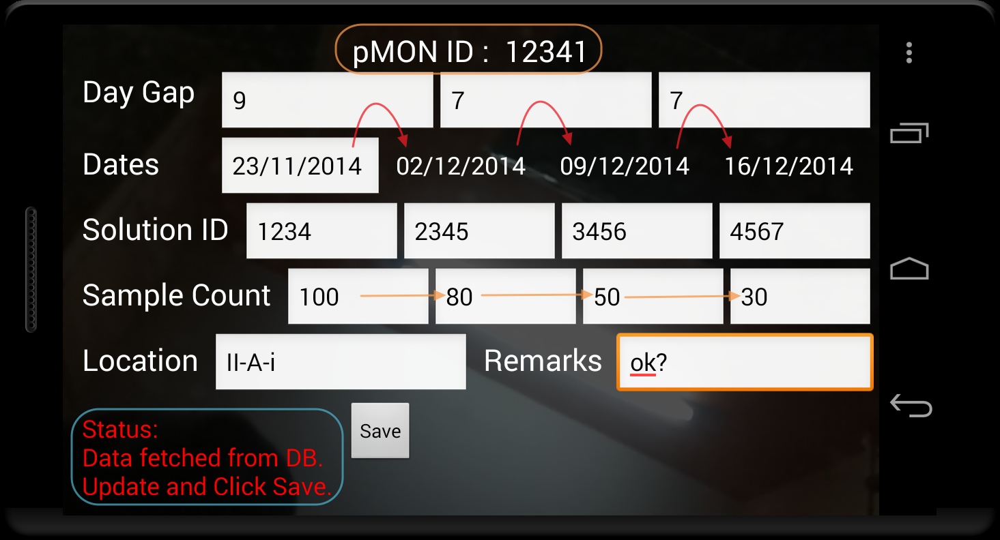 pMON ID : 12341
Day Gap 9 7 7
Dates 23/11/2014 02/12/2014 09/12/2014 16/12/2014
Solution ID 1234 2345 3456 4567
Sample Count 100 80 50 30
Location II-A-i Remarks ok?
Save
Status:
Data fetched from DB.
Update and Click Save.